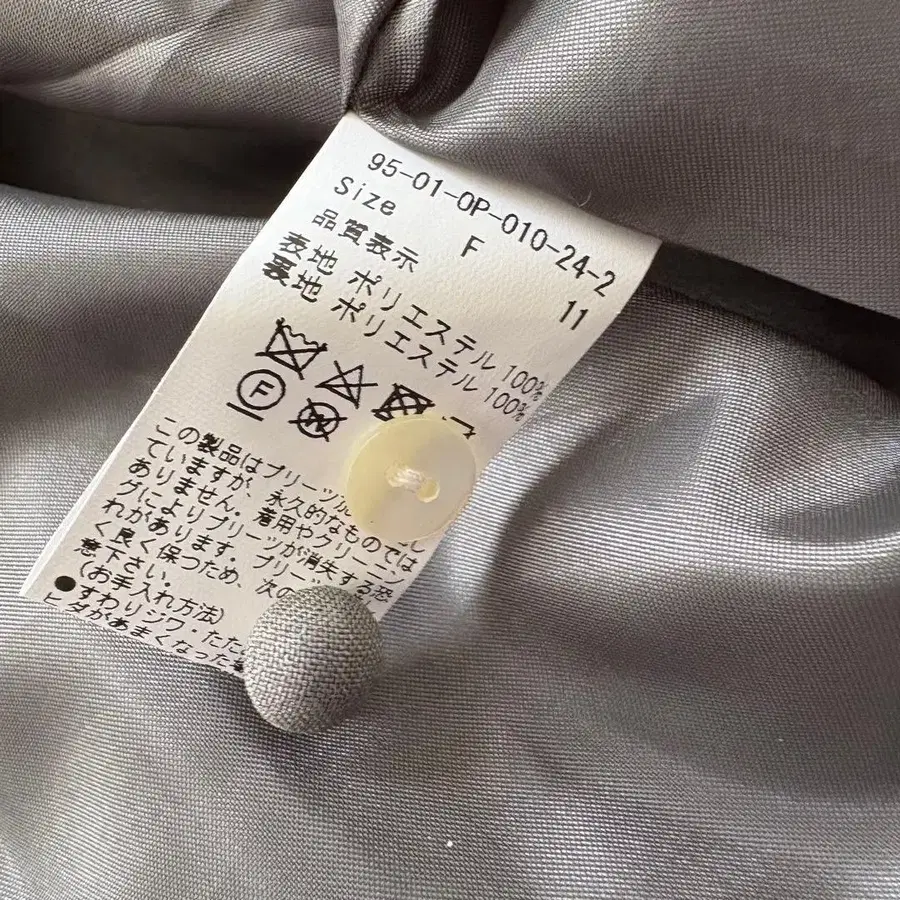 95-01-OP-010-24-2
Size F 11
品質表示
表地 ポリエステル 100%
裏地 ポリエステル 100%
F W
この製品はプリーツ
ていますが、永久的なものでは
ありません。着用やクリーニン
グによりプリーツが消失する恐
れがあります。プリー
く良く保つため、次の
意下さい。
(お手入れ方法)
●すわりジワ・たた
ヒダがあまくなった